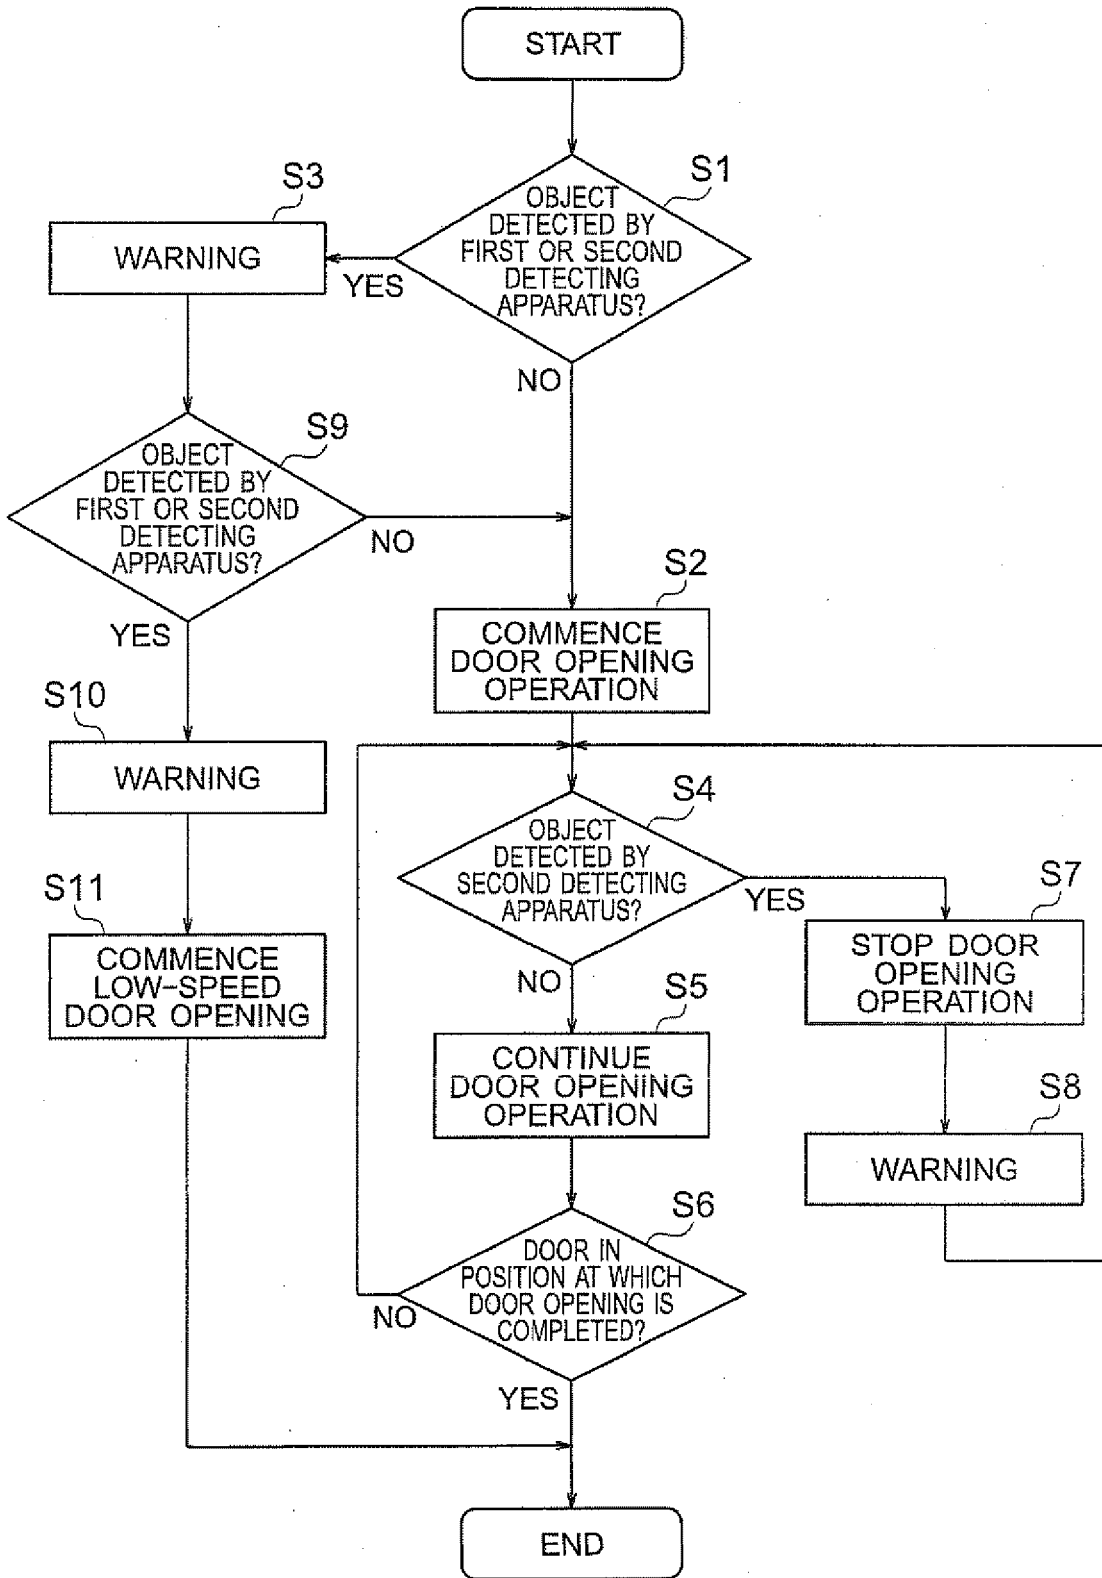 START
S1
OBJECT
DETECTED BY
FIRST OR SECOND
DETECTING
APPARATUS?
S3
WARNING
YES
NO
S9
OBJECT
DETECTED BY
FIRST OR SECOND
DETECTING
APPARATUS?
NO
YES
S2
COMMENCE
DOOR OPENING
OPERATION
S10
WARNING
S4
OBJECT
DETECTED BY
SECOND DETECTING
APPARATUS?
YES
NO
S7
STOP DOOR
OPENING
OPERATION
S11
COMMENCE
LOW-SPEED
DOOR OPENING
S5
CONTINUE
DOOR OPENING
OPERATION
S8
WARNING
S6
DOOR IN
POSITION AT WHICH
DOOR OPENING IS
COMPLETED?
NO
YES
END